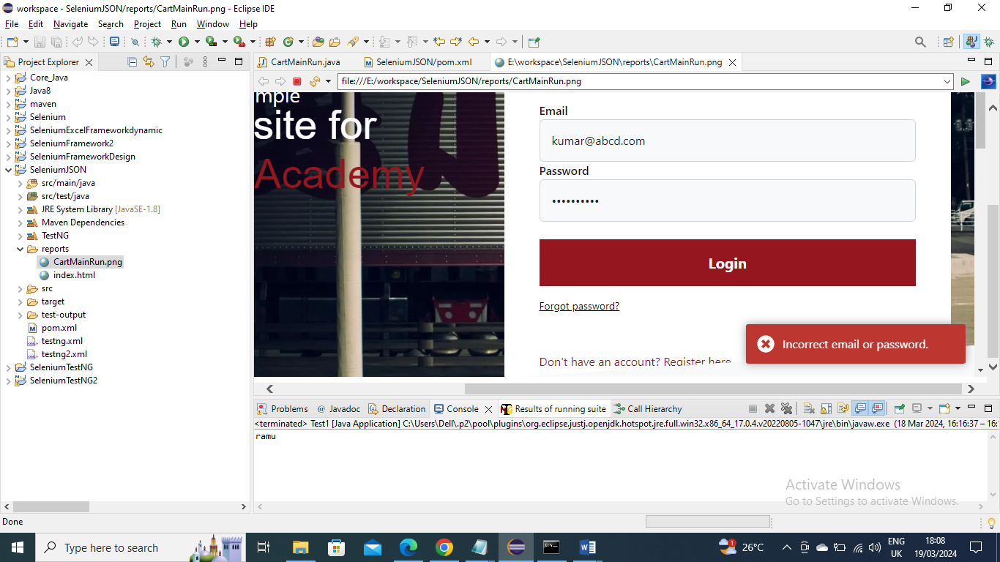 workspace - SeleniumJSON/reports/CartMainRun.png - Eclipse IDE
File Edit Navigate Search Project Run Window Help
Project Explorer
CartMainRun.java
SeleniumJSON/pom.xml
E:\workspace\SeleniumJSON\reports\CartMainRun.png
file:///E:/workspace/SeleniumJSON/reports/CartMainRun.png
Core_Java
Java8
maven
Selenium
SeleniumExcelFrameworkdynamic
SeleniumFramework2
SeleniumFrameworkDesign
SeleniumJSON
src/main/java
src/test/java
JRE System Library [JavaSE-1.8]
Maven Dependencies
TestNG
reports
CartMainRun.png
index.html
src
target
test-output
pom.xml
testng.xml
testng2.xml
SeleniumTestNG
SeleniumTestNG2
mple
site for
Academy
Email
kumar@abcd.com
Password
••••••••••
Login
Forgot password?
Incorrect email or password.
Don't have an account? Register here
Problems
@ Javadoc
Declaration
Console
Results of running suite
Call Hierarchy
<terminated> Test1 [Java Application] C:\Users\Dell\.p2\pool\plugins\org.eclipse.justj.openjdk.hotspot.jre.full.win32.x86_64_17.0.4.v20220805-1047\jre\bin\javaw.exe (18 Mar 2024, 16:16:37 – 16:
ramu
Activate Windows
Go to Settings to activate Windows.
Done
Type here to search
1
26°C
ENG
UK
18:08
19/03/2024